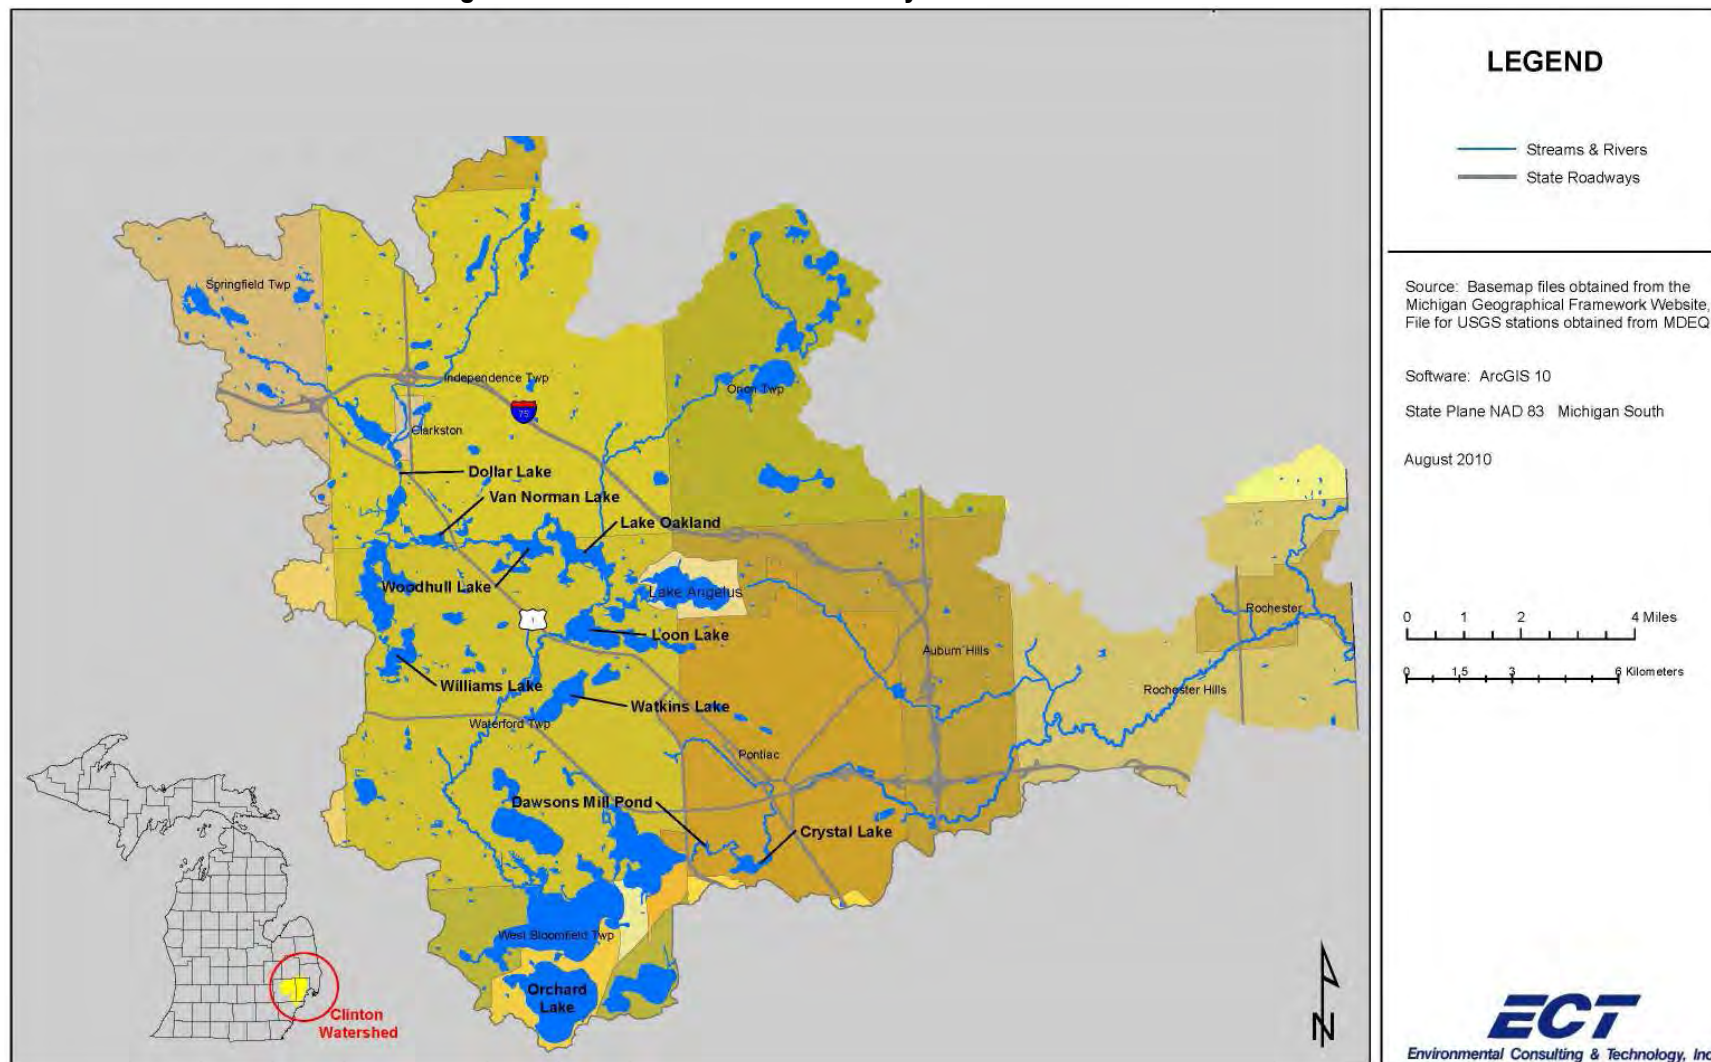 LEGEND
Streams & Rivers
State Roadways
Source: Basemap files obtained from the
Michigan Geographical Framework Website,
File for USGS stations obtained from MDEQ
Software: ArcGIS 10
State Plane NAD 83 Michigan South
August 2010
0 1 2 4 Miles
0 1.5 3 6 Kilometers
N
ECT
Environmental Consulting & Technology, Inc
Springfield Twp
Independence Twp
75
Orion Twp
Clarkston
Dollar Lake
Van Norman Lake
Lake Oakland
Woodhull Lake
Lake Angelus
Loon Lake
Rochester
Auburn Hills
Williams Lake
Rochester Hills
Watkins Lake
Waterford Twp
Pontiac
Dawsons Mill Pond
Crystal Lake
West Bloomfield Twp
Orchard
Lake
Clinton
Watershed